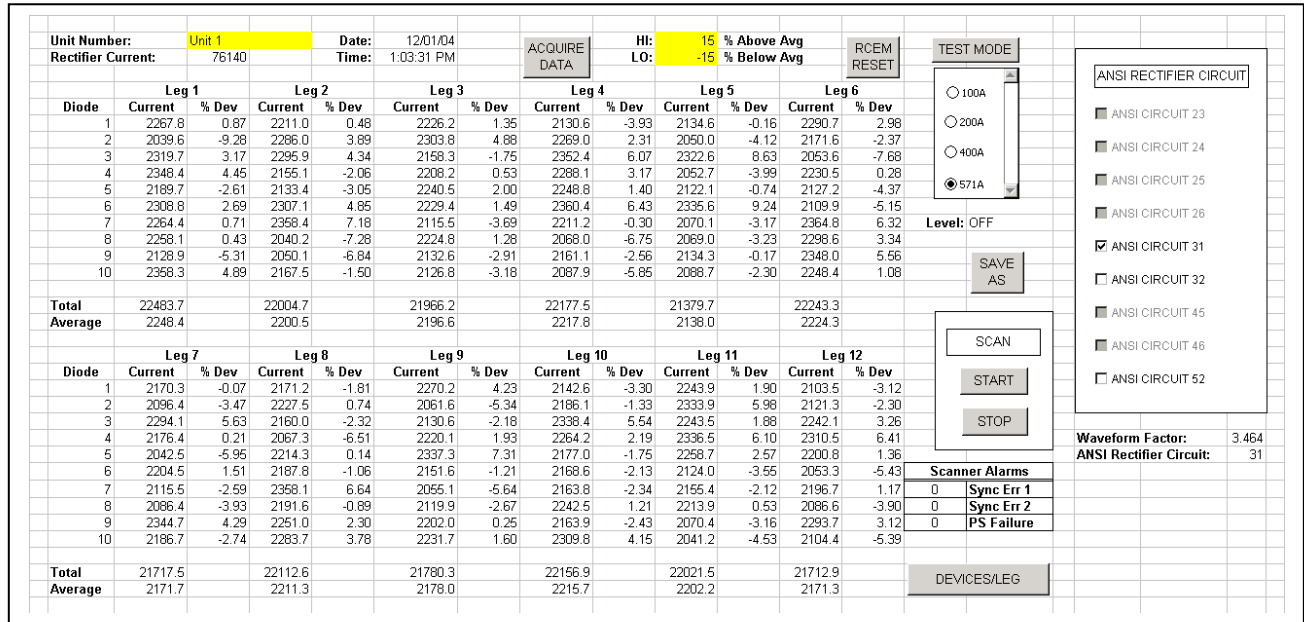 Unit Number: Unit 1 Date: 12/01/04 HI: 15 % Above Avg
Rectifier Current: 76140 Time: 1:03:31 PM LO: -15 % Below Avg
ACQUIRE DATA
RCEM RESET
TEST MODE
Leg 1 Leg 2 Leg 3 Leg 4 Leg 5 Leg 6
Diode Current % Dev Current % Dev Current % Dev Current % Dev Current % Dev Current % Dev
1 2267.8 0.87 2211.0 0.48 2226.2 1.35 2130.6 -3.93 2134.6 -0.16 2290.7 2.98
2 2039.6 -9.28 2286.0 3.89 2303.8 4.88 2269.0 2.31 2050.0 -4.12 2171.6 -2.37
3 2319.7 3.17 2295.9 4.34 2158.3 -1.75 2352.4 6.07 2322.6 8.63 2053.6 -7.68
4 2348.4 4.45 2155.1 -2.06 2208.2 0.53 2288.1 3.17 2052.7 -3.99 2230.5 0.28
5 2189.7 -2.61 2133.4 -3.05 2240.5 2.00 2248.8 1.40 2122.1 -0.74 2127.2 -4.37
6 2308.8 2.69 2307.1 4.85 2229.4 1.49 2360.4 6.43 2335.6 9.24 2109.9 -5.15
7 2264.4 0.71 2358.4 7.18 2115.5 -3.69 2211.2 -0.30 2070.1 -3.17 2364.8 6.32
8 2258.1 0.43 2040.2 -7.28 2224.8 1.28 2068.0 -6.75 2069.0 -3.23 2298.6 3.34
9 2128.9 -5.31 2050.1 -6.84 2132.6 -2.91 2161.1 -2.56 2134.3 -0.17 2348.0 5.56
10 2358.3 4.89 2167.5 -1.50 2126.8 -3.18 2087.9 -5.85 2088.7 -2.30 2248.4 1.08
Total 22483.7 22004.7 21966.2 22177.5 21379.7 22243.3
Average 2248.4 2200.5 2196.6 2217.8 2138.0 2224.3
Leg 7 Leg 8 Leg 9 Leg 10 Leg 11 Leg 12
Diode Current % Dev Current % Dev Current % Dev Current % Dev Current % Dev Current % Dev
1 2170.3 -0.07 2171.2 -1.81 2270.2 4.23 2142.6 -3.30 2243.9 1.90 2103.5 -3.12
2 2096.4 -3.47 2227.5 0.74 2061.6 -5.34 2186.1 -1.33 2333.9 5.98 2121.3 -2.30
3 2294.1 5.63 2160.0 -2.32 2130.6 -2.18 2338.4 5.54 2243.5 1.88 2242.1 3.26
4 2176.4 0.21 2067.3 -6.51 2220.1 1.93 2264.2 2.19 2336.5 6.10 2310.5 6.41
5 2042.5 -5.95 2214.3 0.14 2337.3 7.31 2177.0 -1.75 2258.7 2.57 2200.8 1.36
6 2204.5 1.51 2187.8 -1.06 2151.6 -1.21 2168.6 -2.13 2124.0 -3.55 2053.3 -5.43
7 2115.5 -2.59 2358.1 6.64 2055.1 -5.64 2163.8 -2.34 2155.4 -2.12 2196.7 1.17
8 2086.4 -3.93 2191.6 -0.89 2119.9 -2.67 2242.5 1.21 2213.9 0.53 2086.6 -3.90
9 2344.7 4.29 2251.0 2.30 2202.0 0.25 2163.9 -2.43 2070.4 -3.16 2293.7 3.12
10 2186.7 -2.74 2283.7 3.78 2231.7 1.60 2309.8 4.15 2041.2 -4.53 2104.4 -5.39
Total 21717.5 22112.6 21780.3 22156.9 22021.5 21712.9
Average 2171.7 2211.3 2178.0 2215.7 2202.2 2171.3
100A
200A
400A
571A
Level: OFF
SAVE AS
SCAN
START
STOP
Scanner Alarms
0 Sync Err 1
0 Sync Err 2
0 PS Failure
DEVICES/LEG
ANSI RECTIFIER CIRCUIT
ANSI CIRCUIT 23
ANSI CIRCUIT 24
ANSI CIRCUIT 25
ANSI CIRCUIT 26
ANSI CIRCUIT 31
ANSI CIRCUIT 32
ANSI CIRCUIT 45
ANSI CIRCUIT 46
ANSI CIRCUIT 52
Waveform Factor: 3.464
ANSI Rectifier Circuit: 31